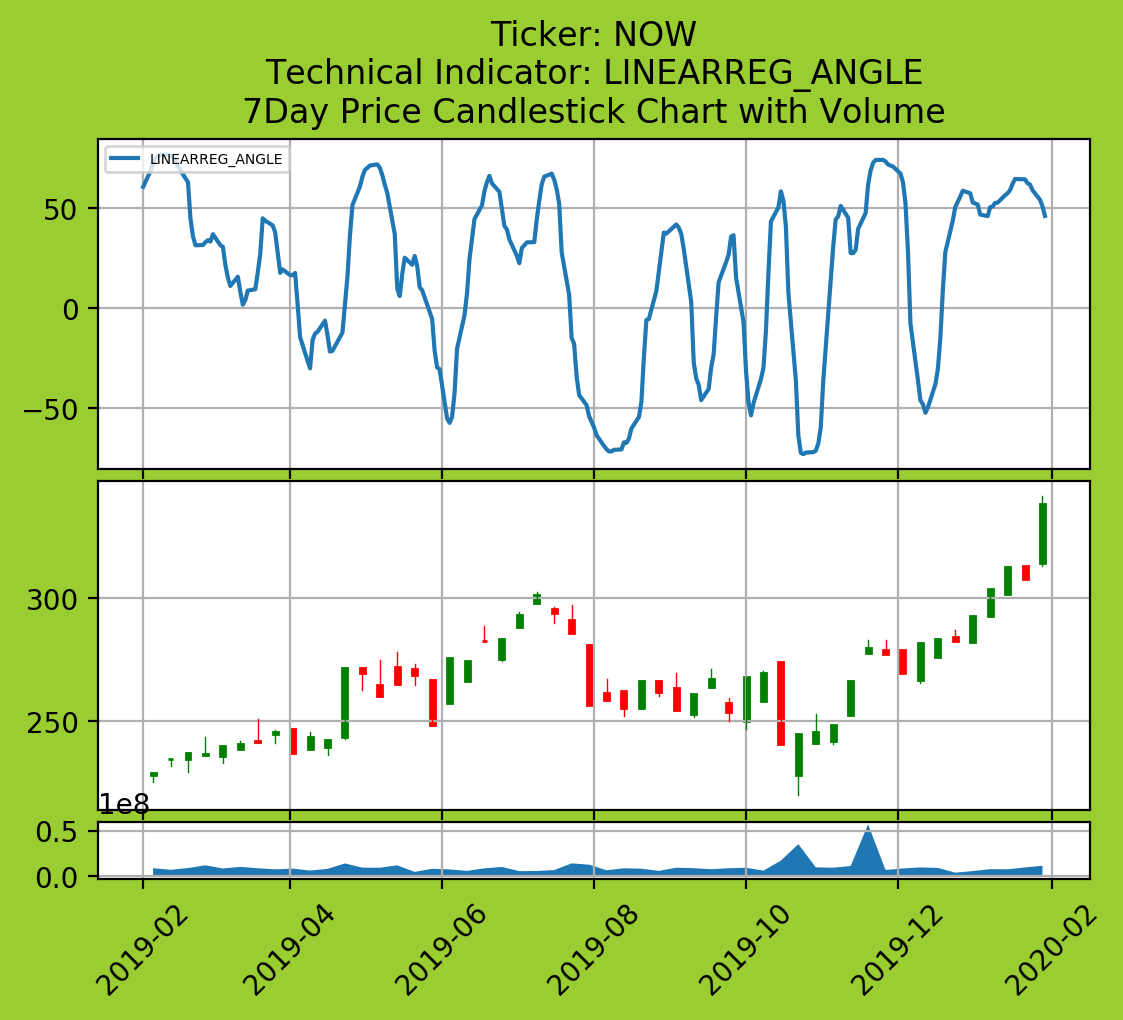 Ticker: NOW
Technical Indicator: LINEARREG_ANGLE
7Day Price Candlestick Chart with Volume
LINEARREG_ANGLE
50
0
−50
300
250
1e8
0.5
0.0
2019-02
2019-04
2019-06
2019-08
2019-10
2019-12
2020-02